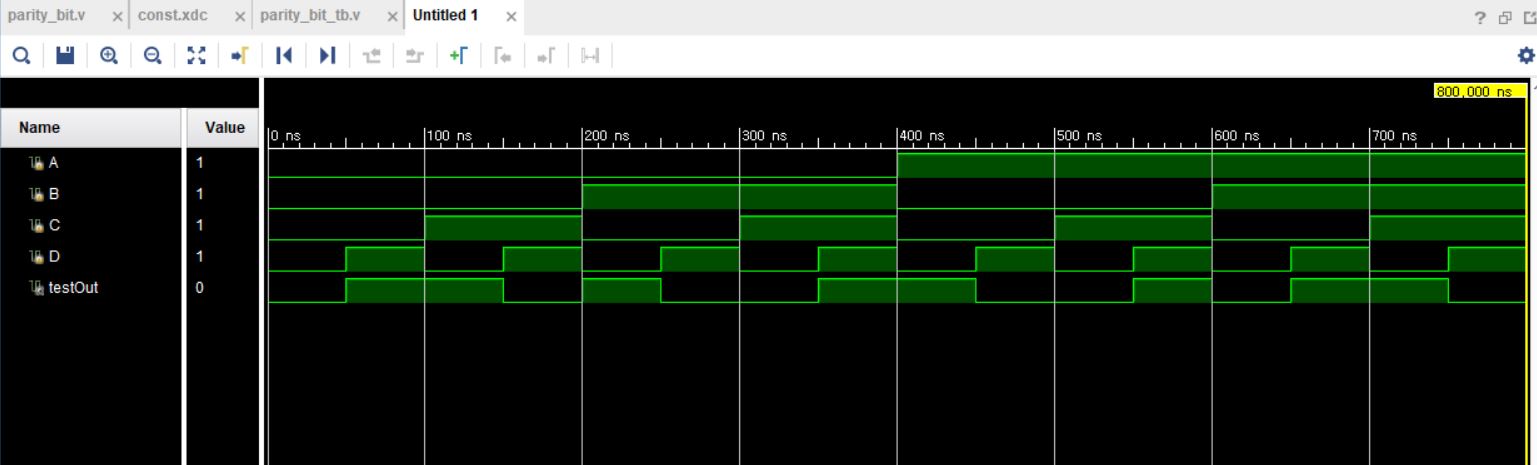 parity_bit.v × const.xdc × parity_bit_tb.v × Untitled 1 ×
?
800,000 ns
Name Value
0 ns 100 ns 200 ns 300 ns 400 ns 500 ns 600 ns 700 ns
A 1
B 1
C 1
D 1
testOut 0